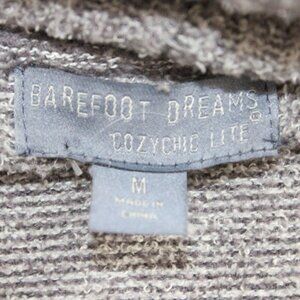 BAREFOOT DREAMS®
COZYCHIC LITE
M
MADE IN
CHINA